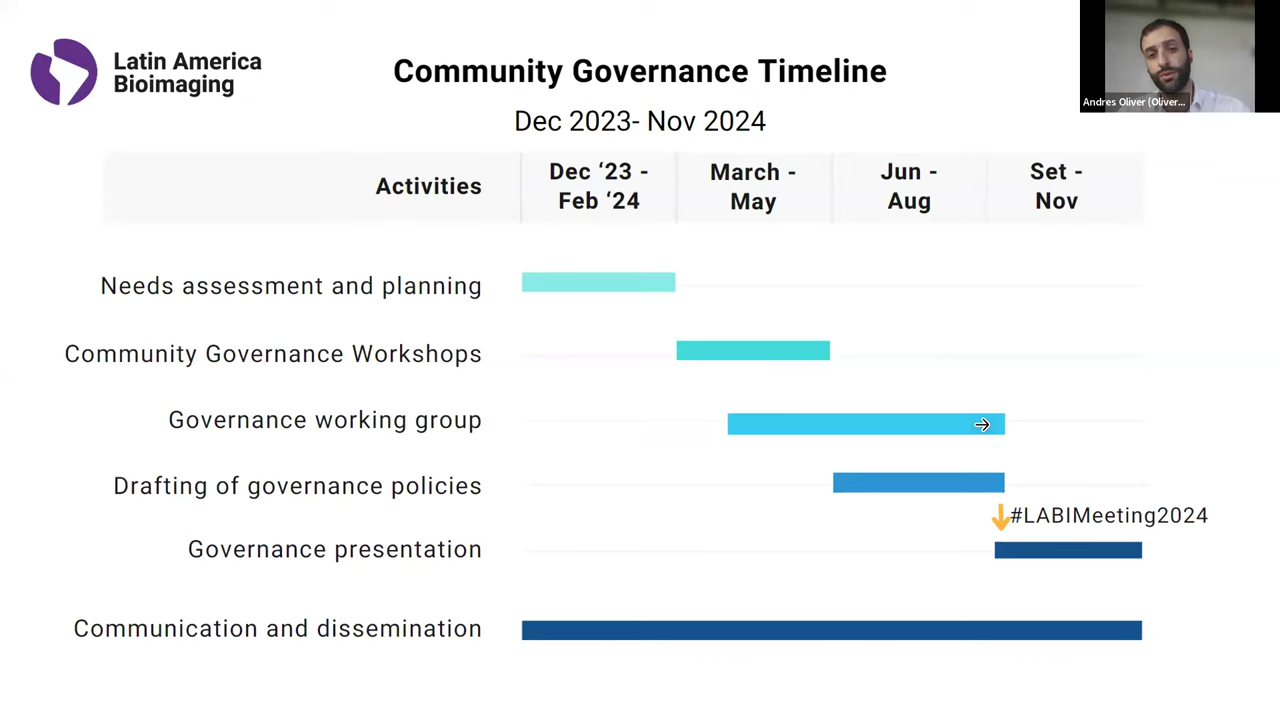 Latin America
Bioimaging
Community Governance Timeline
Dec 2023- Nov 2024
Andres Oliver (Oliver...
Activities
Dec ‘23 -
Feb ‘24
March -
May
Jun -
Aug
Set -
Nov
Needs assessment and planning
Community Governance Workshops
Governance working group
Drafting of governance policies
#LABIMeeting2024
Governance presentation
Communication and dissemination